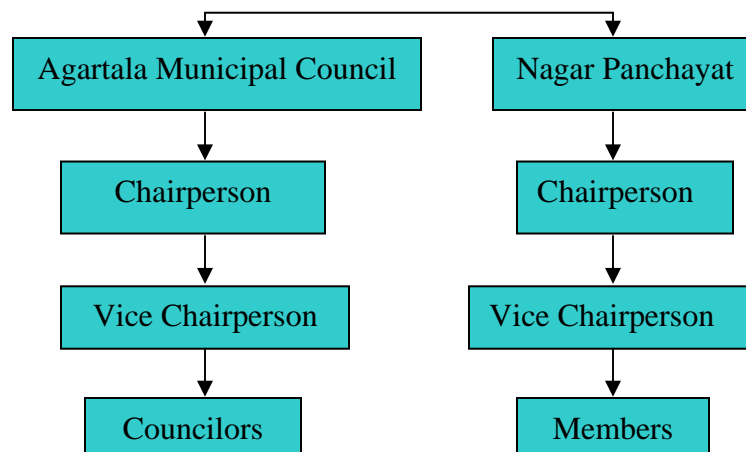 Agartala Municipal Council
Nagar Panchayat
Chairperson
Chairperson
Vice Chairperson
Vice Chairperson
Councilors
Members